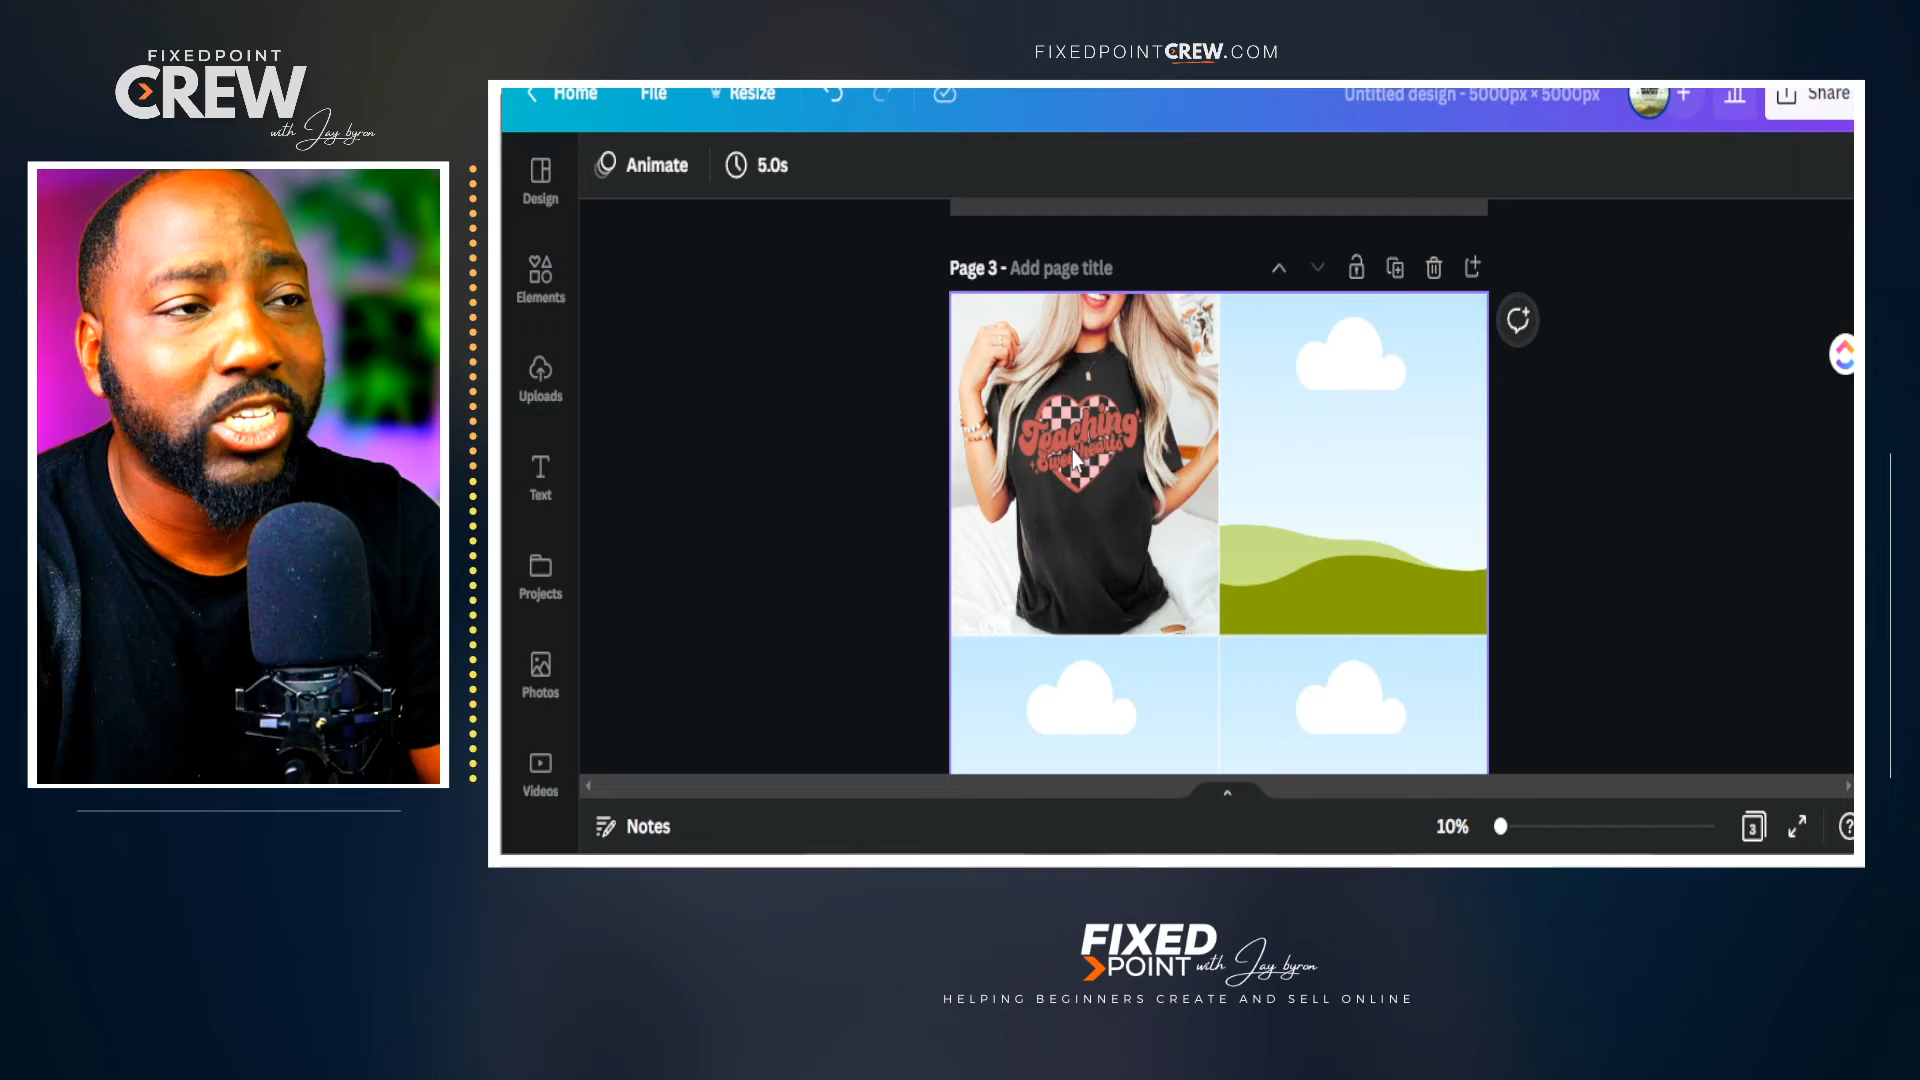 FIXEDPOINT
CREW
with Jay byron
FIXEDPOINTCREW.COM
Home File Resize Untitled design - 5000px × 5000px Share
Animate 5.0s
Design
Elements
Uploads
Text
Projects
Photos
Videos
Page 3 - Add page title
Teaching
Sweethearts
Notes 10% 3
FIXED
POINT with Jay byron
HELPING BEGINNERS CREATE AND SELL ONLINE